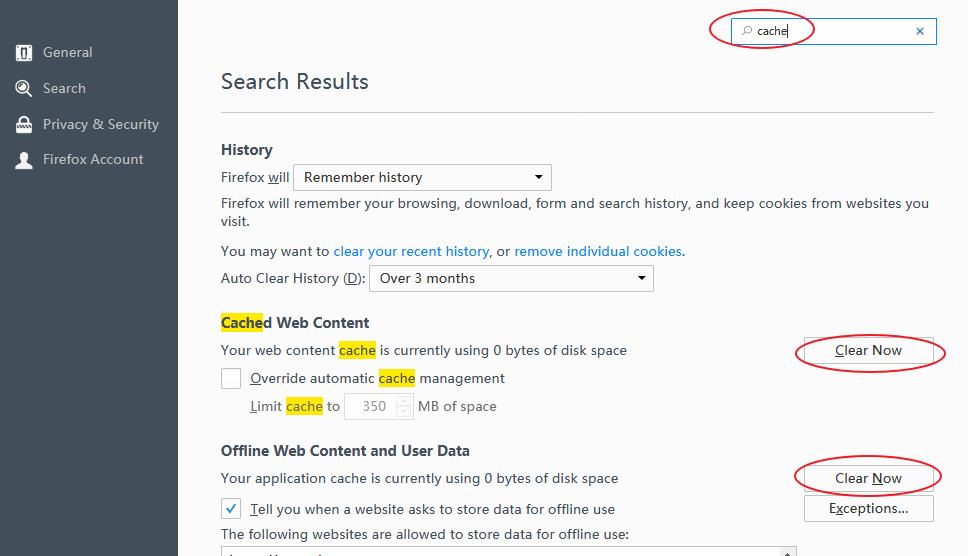 General
Search
Privacy & Security
Firefox Account
cache
Search Results
History
Firefox will Remember history
Firefox will remember your browsing, download, form and search history, and keep cookies from websites you
visit.
You may want to clear your recent history, or remove individual cookies.
Auto Clear History (D): Over 3 months
Cached Web Content
Your web content cache is currently using 0 bytes of disk space Clear Now
Override automatic cache management
Limit cache to 350 MB of space
Offline Web Content and User Data
Your application cache is currently using 0 bytes of disk space Clear Now
Tell you when a website asks to store data for offline use Exceptions...
The following websites are allowed to store data for offline use: